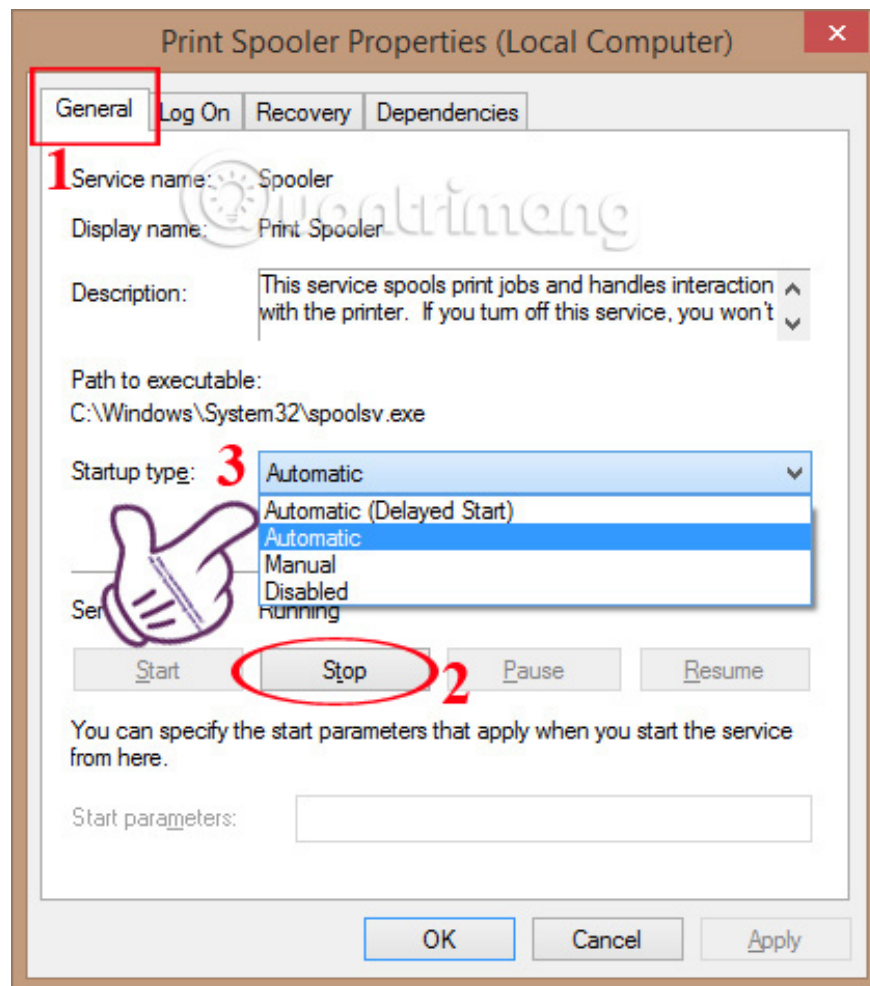 Print Spooler Properties (Local Computer)
General Log On Recovery Dependencies
1
Service name: Spooler
Quantrimang
Display name: Print Spooler
Description: This service spools print jobs and handles interaction
with the printer. If you turn off this service, you won't
Path to executable:
C:\Windows\System32\spoolsv.exe
Startup type: 3 Automatic
Automatic (Delayed Start)
Automatic
Manual
Disabled
Running
Start Stop 2 Pause Resume
You can specify the start parameters that apply when you start the service
from here.
Start parameters:
OK Cancel Apply